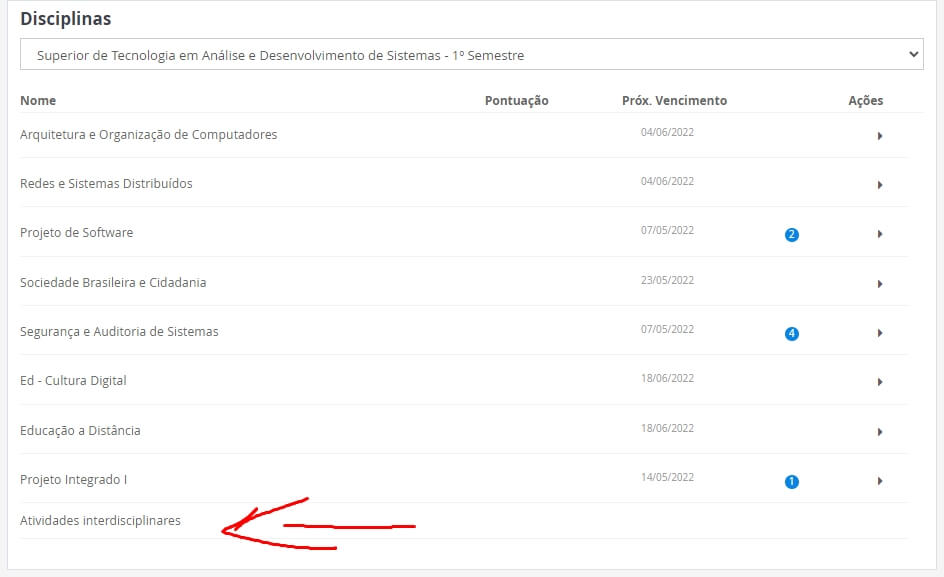 Disciplinas
Superior de Tecnologia em Análise e Desenvolvimento de Sistemas - 1º Semestre
Nome Pontuação Próx. Vencimento Ações
Arquitetura e Organização de Computadores 04/06/2022
Redes e Sistemas Distribuídos 04/06/2022
Projeto de Software 07/05/2022 2
Sociedade Brasileira e Cidadania 23/05/2022
Segurança e Auditoria de Sistemas 07/05/2022 4
Ed - Cultura Digital 18/06/2022
Educação a Distância 18/06/2022
Projeto Integrado I 14/05/2022 1
Atividades interdisciplinares